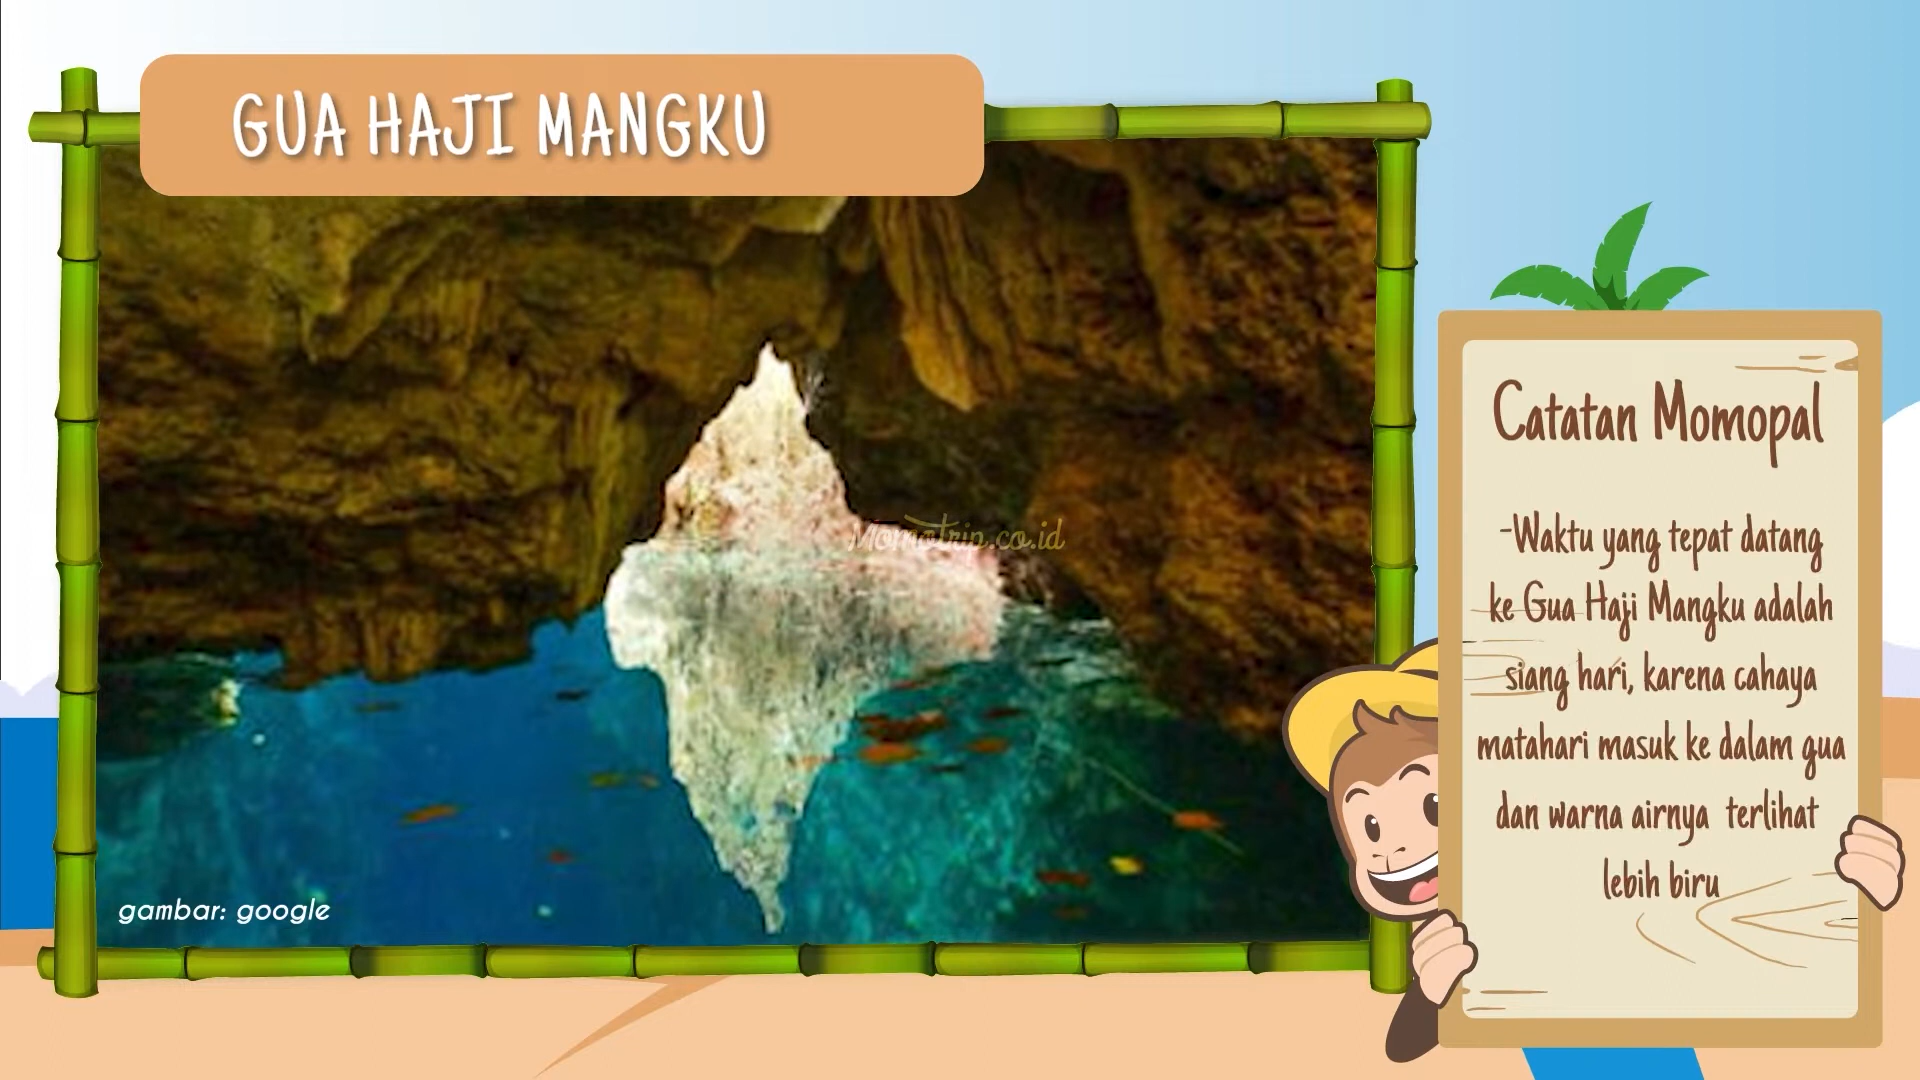 GUA HAJI MANGKU
Momotrip.co.id
gambar: google
Catatan Momopal
-Waktu yang tepat datang
ke Gua Haji Mangku adalah
siang hari, karena cahaya
matahari masuk ke dalam gua
dan warna airnya terlihat
lebih biru